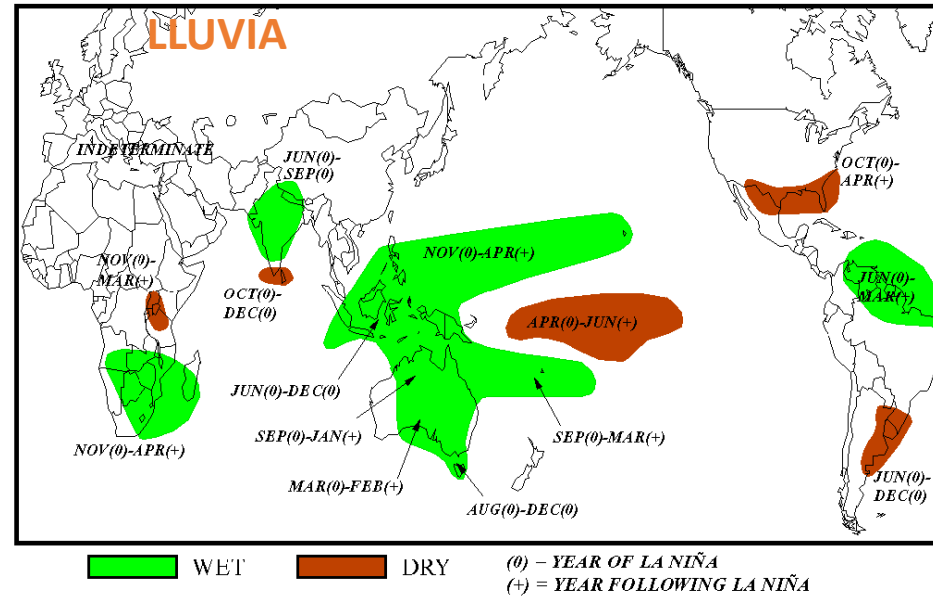 LLUVIA
INDETERMINATE
JUN(0)-
SEP(0)
OCT(0)-
APR(+)
NOV(0)-APR(+)
NOV(0)-
MAR(+)
JUN(0)-
MAR(+)
OCT(0)-
DEC(0)
APR(0)-JUN(+)
JUN(0)-DEC(0)
SEP(0)-JAN(+)
SEP(0)-MAR(+)
NOV(0)-APR(+)
MAR(0)-FEB(+)
JUN(0)-
DEC(0)
AUG(0)-DEC(0)
WET
DRY
(0) – YEAR OF LA NIÑA
(+) = YEAR FOLLOWING LA NIÑA